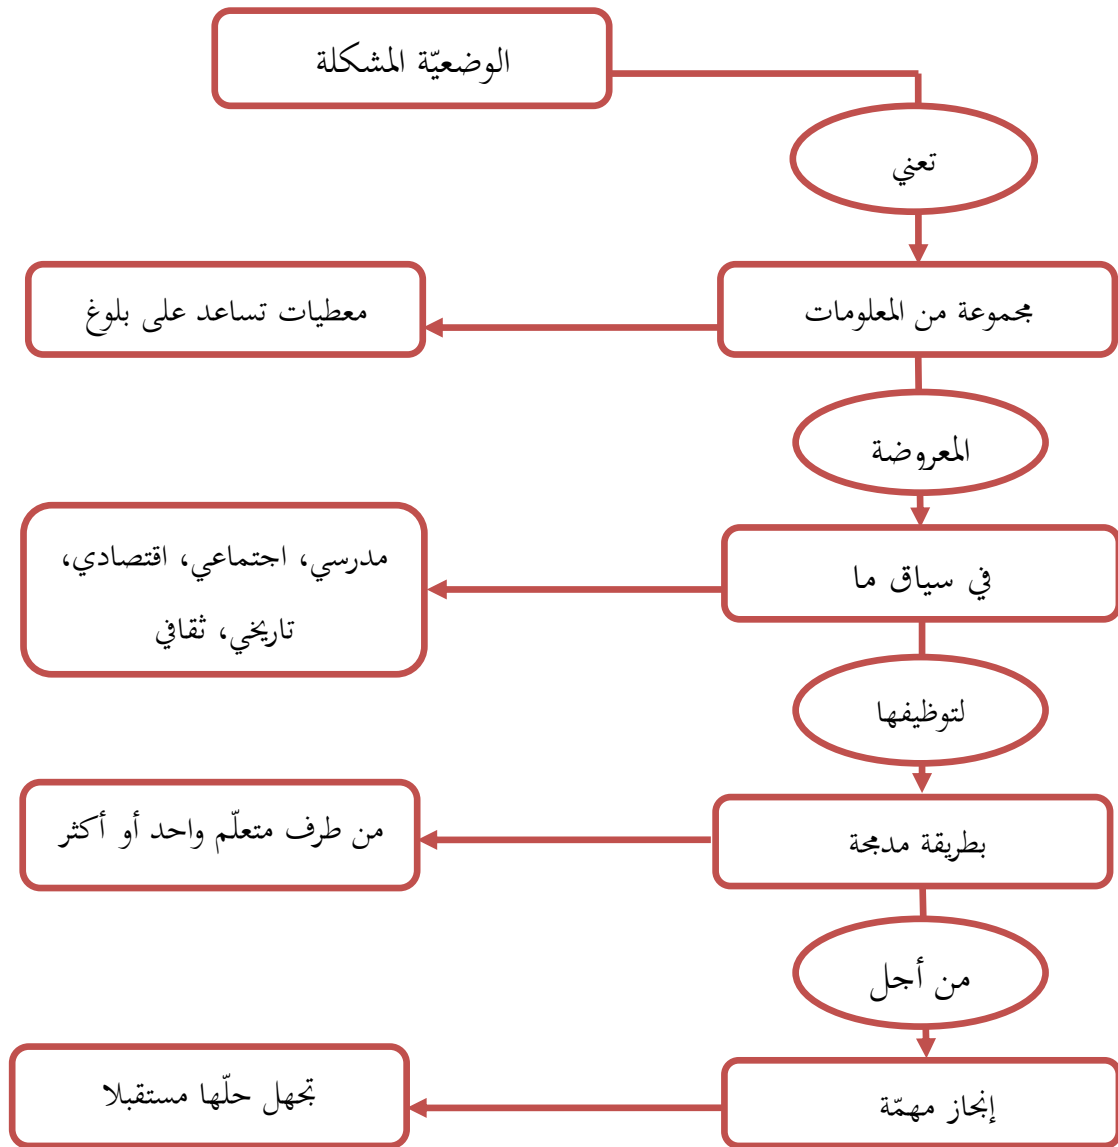 الوضعيّة المشكلة
تعني
مجموعة من المعلومات
معطيات تساعد على بلوغ
المعروضة
في سياق ما
مدرسي، اجتماعي، اقتصادي،
تاريخي، ثقافي
لتوظيفها
بطريقة مدمجة
من طرف متعلّم واحد أو أكثر
من أجل
إنجاز مهمّة
تجهل حلّها مستقبلا